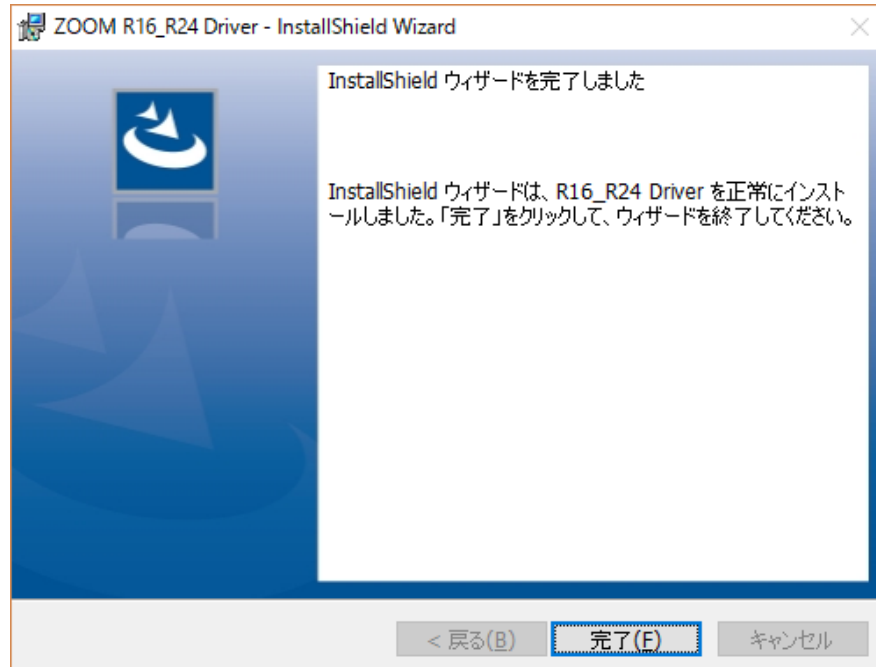 ZOOM R16_R24 Driver - InstallShield Wizard
InstallShield ウィザードを完了しました
InstallShield ウィザードは、R16_R24 Driver を正常にインスト
ールしました。「完了」をクリックして、ウィザードを終了してください。
< 戻る(B) 完了(F) キャンセル